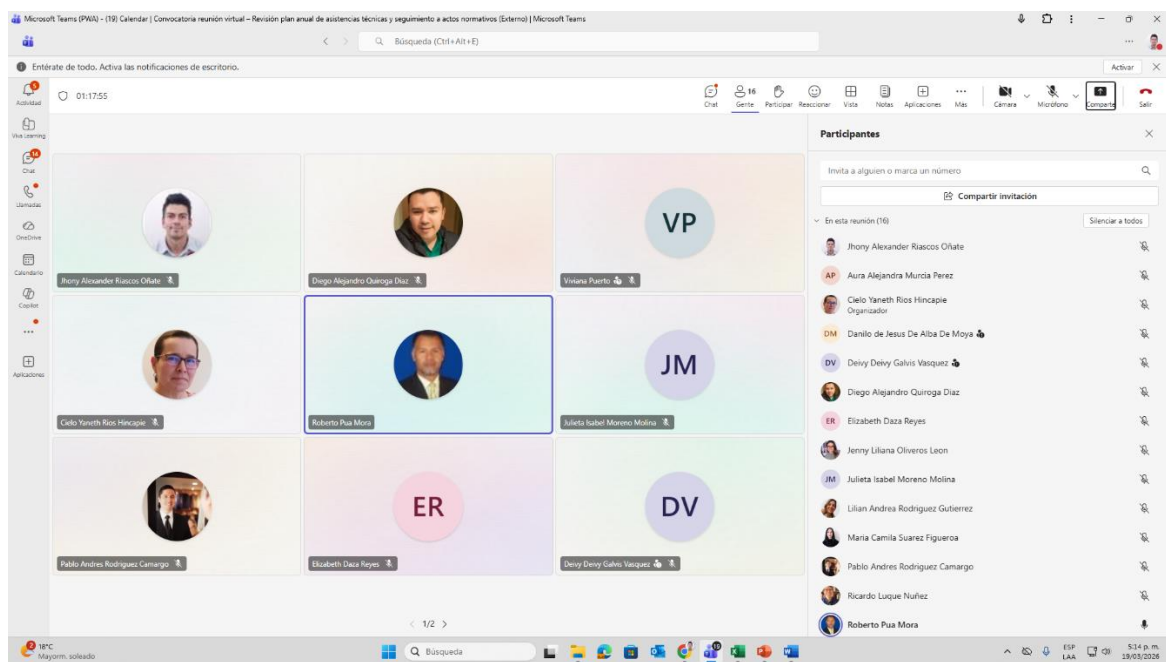 Microsoft Teams (PWA) - (19) Calendar | Convocatoria reunión virtual – Revisión plan anual de asistencias técnicas y seguimiento a actos normativos (Externo) | Microsoft Teams
Búsqueda (Ctrl+Alt+E)
Entérate de todo. Activa las notificaciones de escritorio.
Activar
01:17:55
Chat
16
Gente
Participar
Reaccionar
Vista
Notas
Aplicaciones
Más
Cámara
Micrófono
Comparte
Salir
5
Actividad
Viva Learning
14
Chat
Llamadas
OneDrive
Calendario
Copilot
Aplicaciones
Jhony Alexander Riascos Oñate
Diego Alejandro Quiroga Diaz
VP
Viviana Puerto
Cielo Yaneth Rios Hincapie
Roberto Pua Mora
JM
Julieta Isabel Moreno Molina
Pablo Andres Rodriguez Camargo
ER
Elizabeth Daza Reyes
DV
Deivy Deivy Galvis Vasquez
1/2
Participantes
Invita a alguien o marca un número
Compartir invitación
En esta reunión (16)
Silenciar a todos
Jhony Alexander Riascos Oñate
AP Aura Alejandra Murcia Perez
Cielo Yaneth Rios Hincapie
Organizador
DM Danilo de Jesus De Alba De Moya
DV Deivy Deivy Galvis Vasquez
Diego Alejandro Quiroga Diaz
ER Elizabeth Daza Reyes
Jenny Liliana Oliveros Leon
JM Julieta Isabel Moreno Molina
Lilian Andrea Rodriguez Gutierrez
Maria Camila Suarez Figueroa
Pablo Andres Rodriguez Camargo
Ricardo Luque Nuñez
Roberto Pua Mora
2
18°C
Mayorm. soleado
Búsqueda
ESP
LAA
5:14 p. m.
19/03/2026